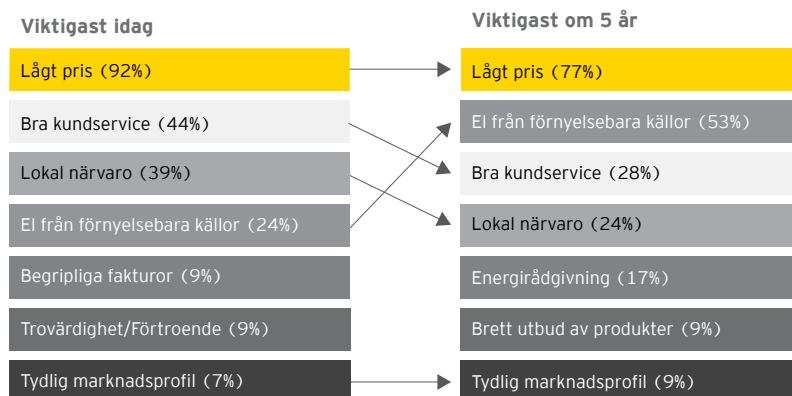 Viktigast idag
Lågt pris (92%)
Bra kundservice (44%)
Lokal närvaro (39%)
El från förnyelsebara källor (24%)
Begripliga fakturor (9%)
Trovärdighet/Förtroende (9%)
Tydlig marknadsprofil (7%)
Viktigast om 5 år
Lågt pris (77%)
El från förnyelsebara källor (53%)
Bra kundservice (28%)
Lokal närvaro (24%)
Energirådgivning (17%)
Brett utbud av produkter (9%)
Tydlig marknadsprofil (9%)